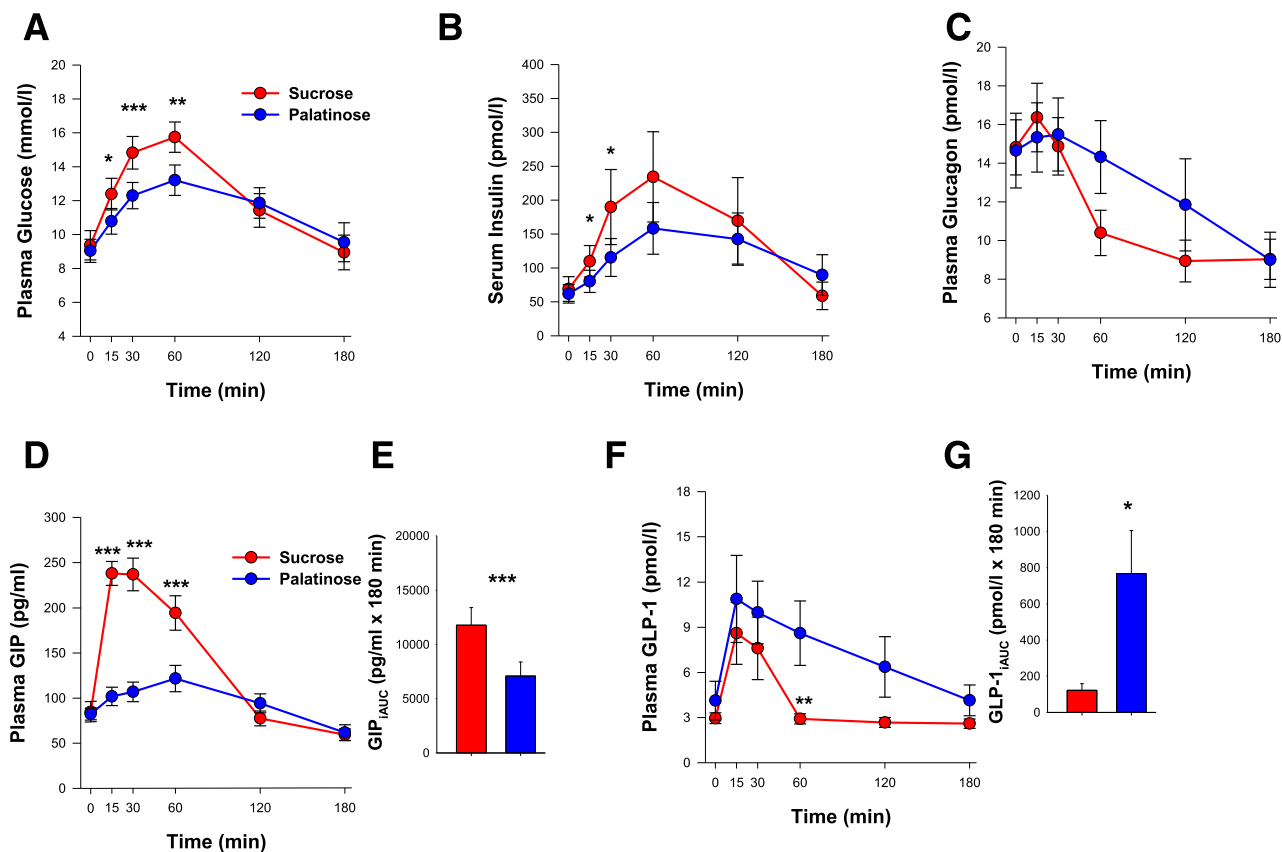 A
Plasma Glucose (mmol/l)
20
18
16
14
12
10
8
6
4
*
***
**
Sucrose
Palatinose
0 15 30 60 120 180
Time (min)
B
Serum Insulin (pmol/l)
400
350
300
250
200
150
100
50
0
*
*
0 15 30 60 120 180
Time (min)
C
Plasma Glucagon (pmol/l)
20
18
16
14
12
10
8
6
0 15 30 60 120 180
Time (min)
D
Plasma GIP (pg/ml)
300
250
200
150
100
50
0
*** ***
***
Sucrose
Palatinose
0 15 30 60 120 180
Time (min)
E
GIPiAUC (pg/ml x 180 min)
20000
15000
10000
5000
0
***
F
Plasma GLP-1 (pmol/l)
18
15
12
9
6
3
0
**
0 15 30 60 120 180
Time (min)
G
GLP-1iAUC (pmol/l x 180 min)
1200
1000
800
600
400
200
0
*